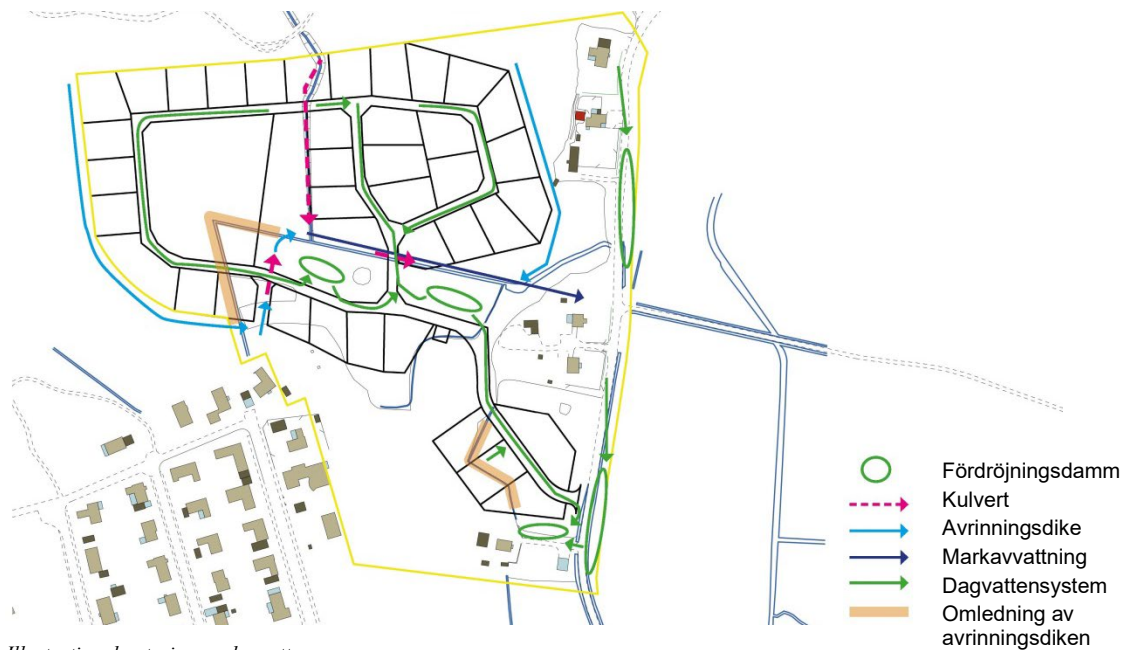 Fördröjningsdamm
Kulvert
Avrinningsdike
Markavvattning
Dagvattensystem
Omledning av
avrinningsdiken